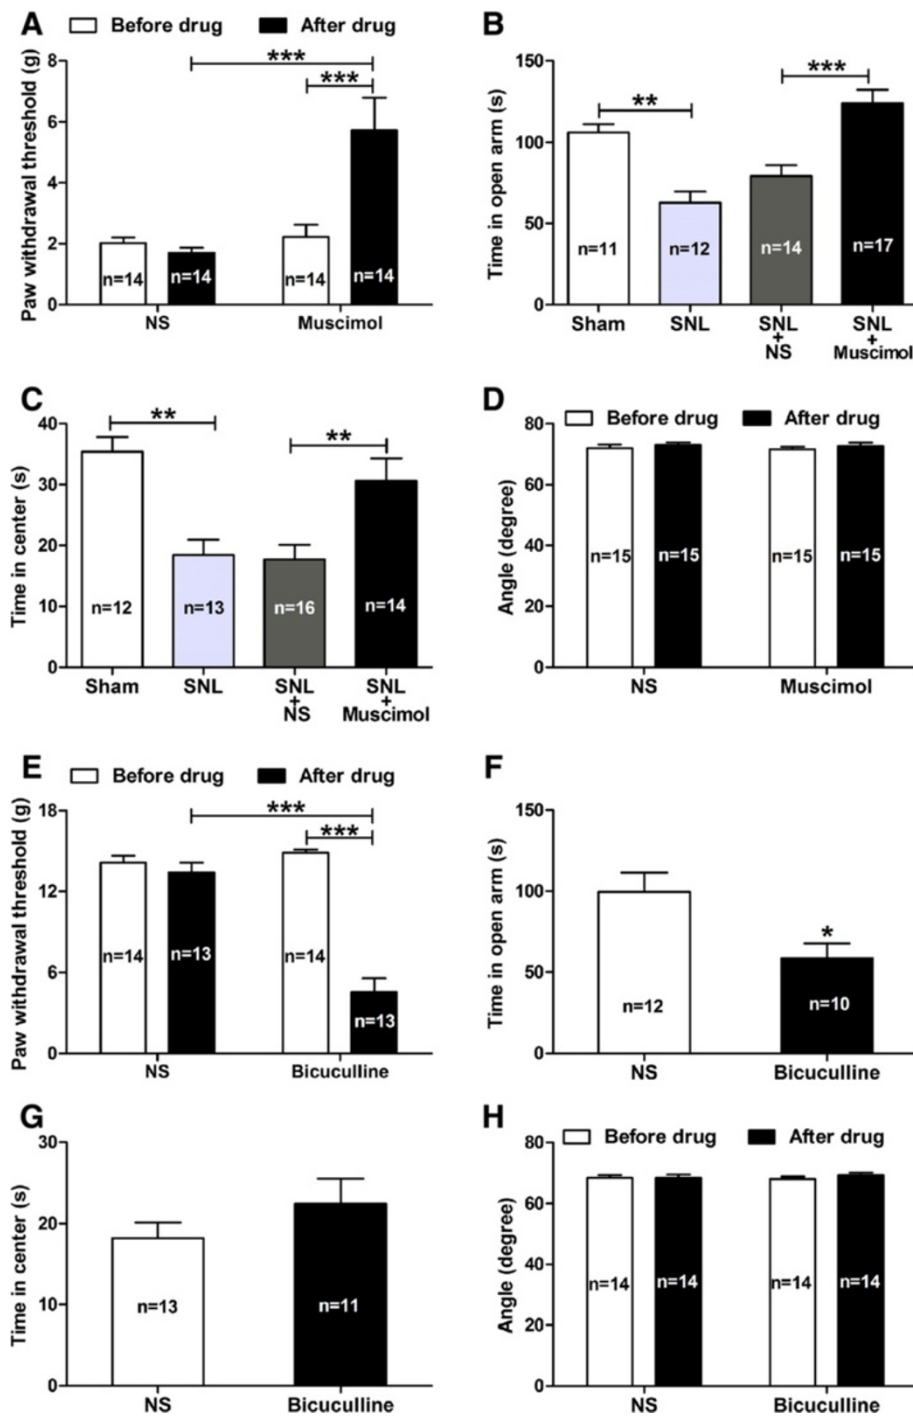 A
Before drug
After drug
Paw withdrawal threshold (g)
8
6
4
2
0
***
***
n=14
n=14
n=14
n=14
NS
Muscimol
B
Time in open arm (s)
150
100
50
0
**
***
n=11
n=12
n=14
n=17
Sham
SNL
SNL
+
NS
SNL
+
Muscimol
C
Time in center (s)
40
30
20
10
0
**
**
n=12
n=13
n=16
n=14
Sham
SNL
SNL
+
NS
SNL
+
Muscimol
D
Before drug
After drug
Angle (degree)
80
60
40
20
0
n=15
n=15
n=15
n=15
NS
Muscimol
E
Before drug
After drug
Paw withdrawal threshold (g)
18
12
6
0
***
***
n=14
n=13
n=14
n=13
NS
Bicuculline
F
Time in open arm (s)
150
100
50
0
*
n=12
n=10
NS
Bicuculline
G
Time in center (s)
30
20
10
0
n=13
n=11
NS
Bicuculline
H
Before drug
After drug
Angle (degree)
80
60
40
20
0
n=14
n=14
n=14
n=14
NS
Bicuculline